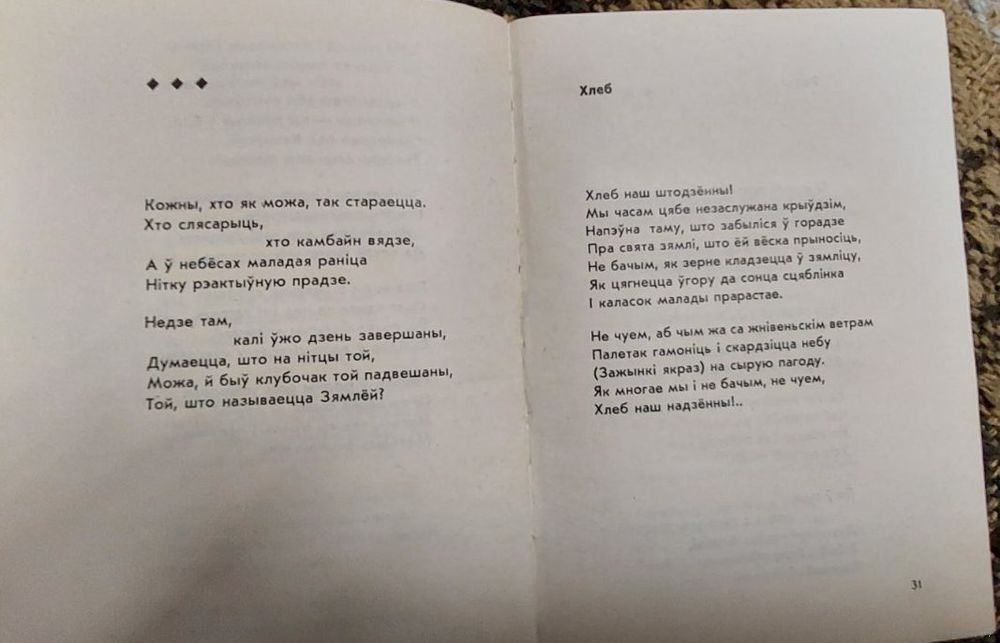 ◆ ◆ ◆
Кожны, хто як можа, так стараецца.
Хто слясарыць,
хто камбайн вядзе,
А ў небёсах маладая раніца
Нітку рэактыўную прадзе.
Недзе там,
калі ўжо дзень завершаны,
Думаецца, што на нітцы той,
Можа, й быў клубочак той падвешаны,
Той, што называецца Зямлёй?
Хлеб
Хлеб наш штодзённы!
Мы часам цябе незаслужана крыўдзім,
Напэўна таму, што забыліся ў горадзе
Пра свята зямлі, што ёй вёска прыносіць,
Не бачым, як зерне кладзецца ў зямліцу,
Як цягнецца ўгору да сонца сцяблінка
І каласок малады прарастае.
Не чуем, аб чым жа са жнівеньскім ветрам
Палетак гамоніць і скардзіцца небу
(Зажынкі якраз) на сырую пагоду.
Як многае мы і не бачым, не чуем,
Хлеб наш надзённы!..
31